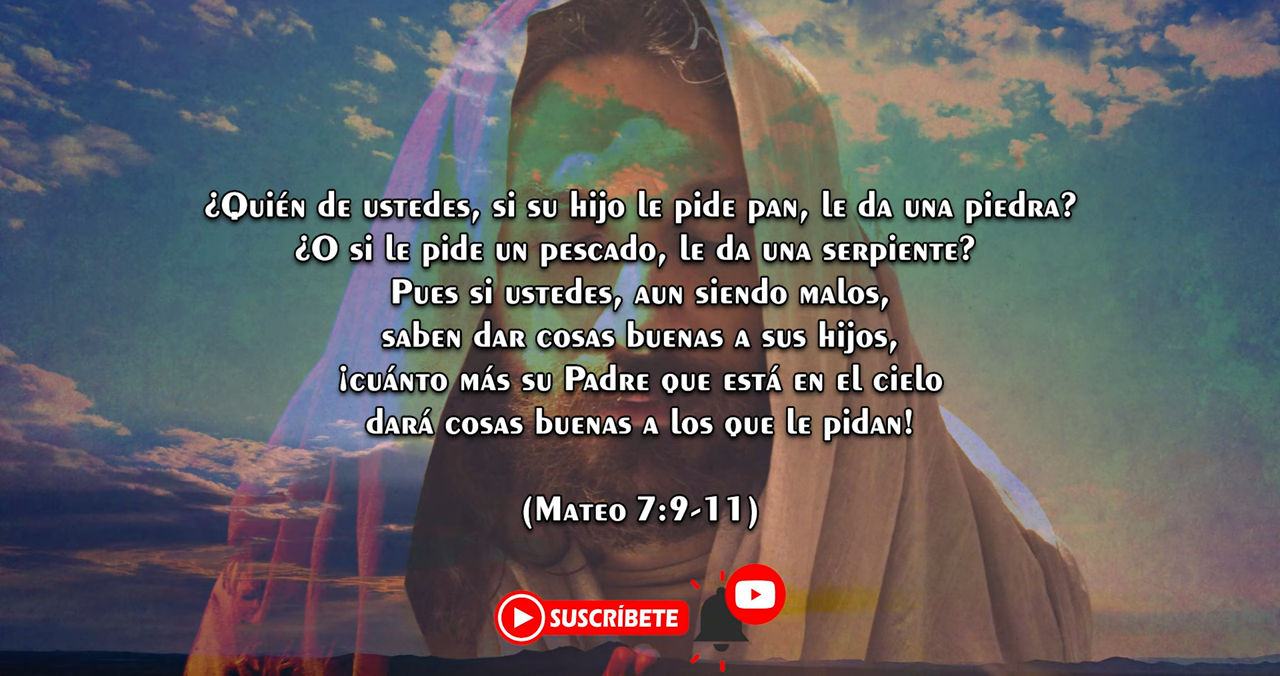 ¿Quién de ustedes, si su hijo le pide pan, le da una piedra?
¿O si le pide un pescado, le da una serpiente?
Pues si ustedes, aun siendo malos,
saben dar cosas buenas a sus hijos,
¡cuánto más su Padre que está en el cielo
dará cosas buenas a los que le pidan!
(Mateo 7:9-11)
SUSCRÍBETE